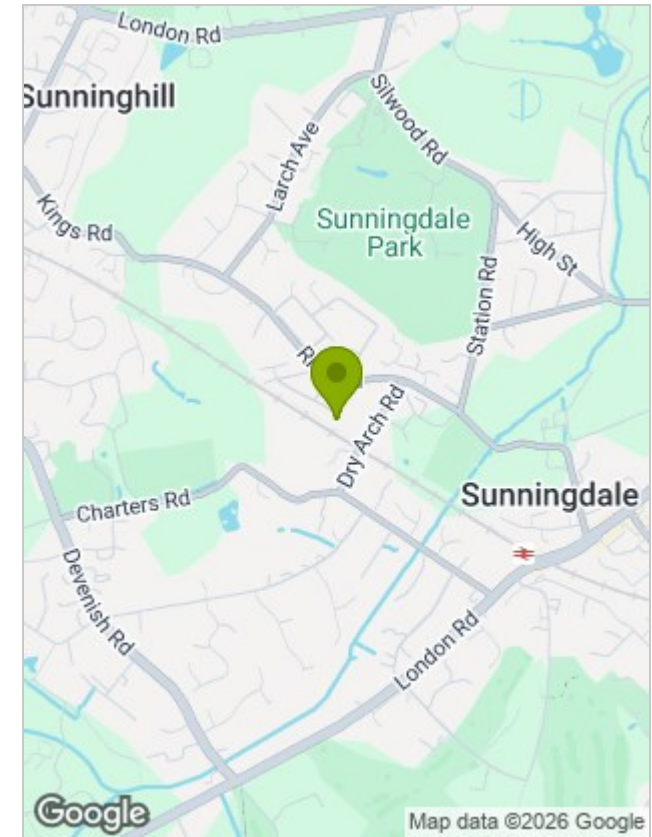 London Rd
Sunninghill
Silwood Rd
Larch Ave
Kings Rd
Sunningdale
Park
High St
Station Rd
Dry Arch Rd
Sunningdale
Charters Rd
Devenish Rd
London Rd
Google
Map data ©2026 Google